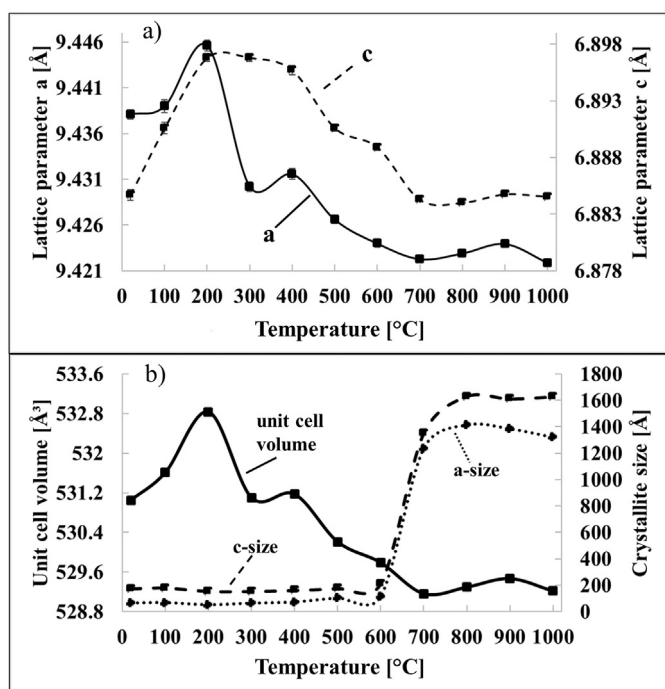 a)
Lattice parameter a [Å]
9.446
9.441
9.436
9.431
9.426
9.421
c
a
6.898
6.893
6.888
6.883
6.878
Lattice parameter c [Å]
0 100 200 300 400 500 600 700 800 900 1000
Temperature [°C]
b)
Unit cell volume [Å³]
533.6
532.8
532
531.2
530.4
529.6
528.8
unit cell
volume
c-size
a-size
1800
1600
1400
1200
1000
800
600
400
200
0
Crystallite size [Å]
0 100 200 300 400 500 600 700 800 900 1000
Temperature [°C]